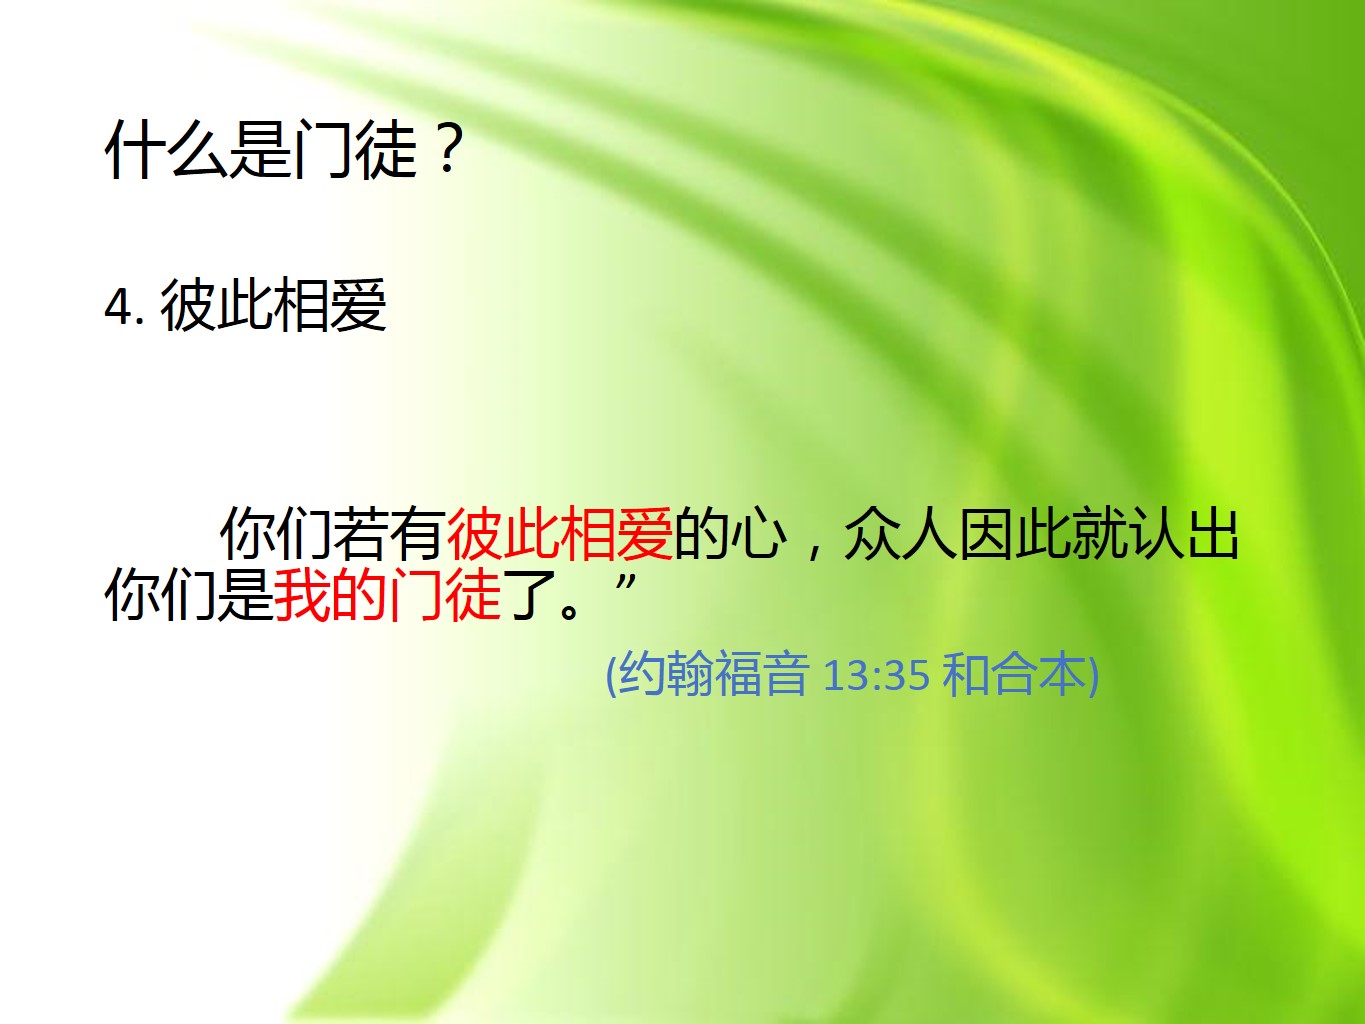 什么是门徒？
4. 彼此相爱
你们若有彼此相爱的心，众人因此就认出
你们是我的门徒了。”
(约翰福音 13:35 和合本)